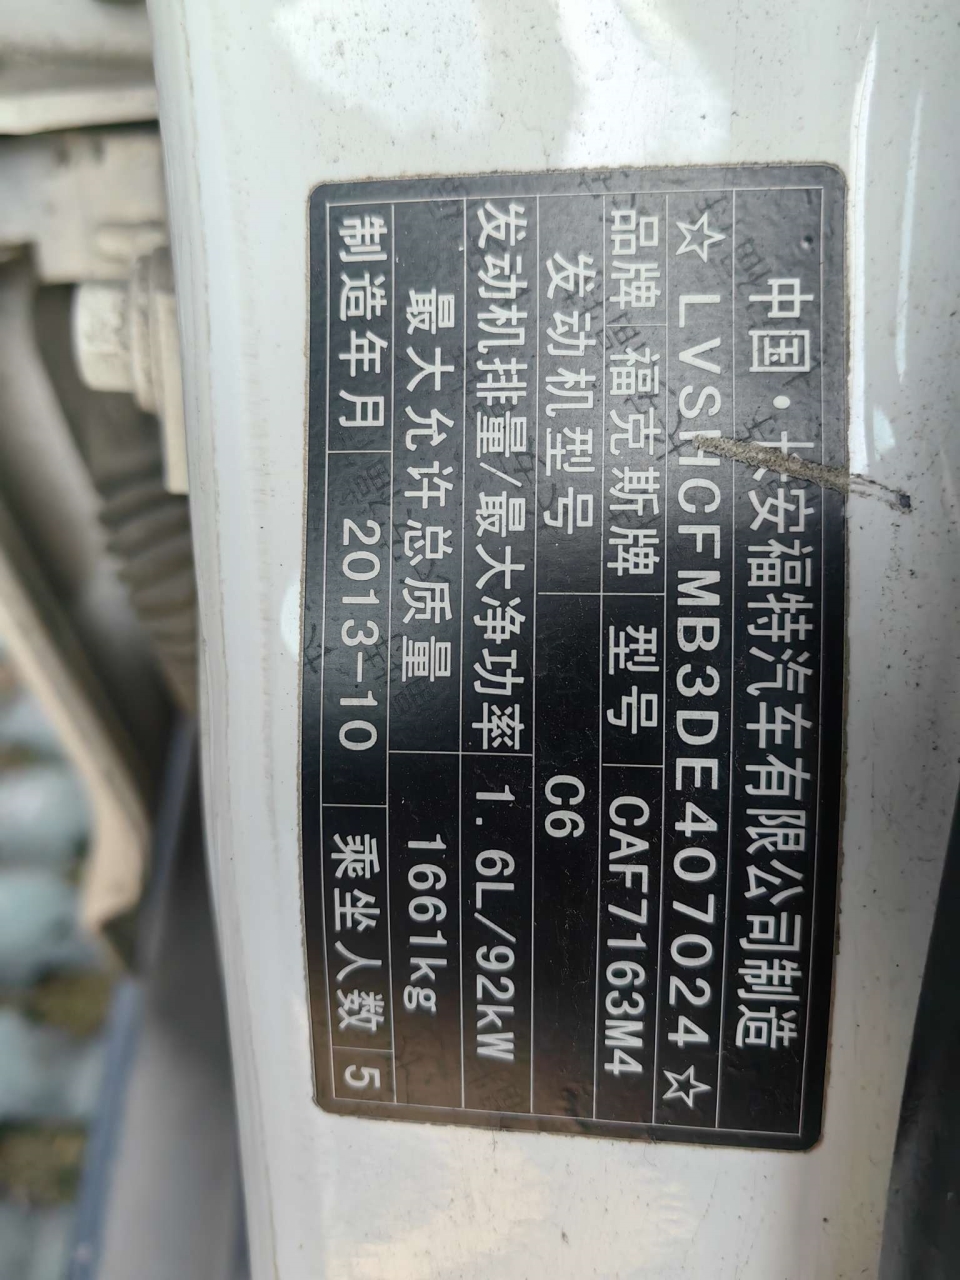 中国·长安福特汽车有限公司制造
☆LVSHCFMB3DE407024☆
品牌 福克斯牌 型号 CAF7163M4
发动机型号 C6
发动机排量/最大净功率 1.6L/92kW
最大允许总质量 1661kg
制造年月 2013-10 乘坐人数 5